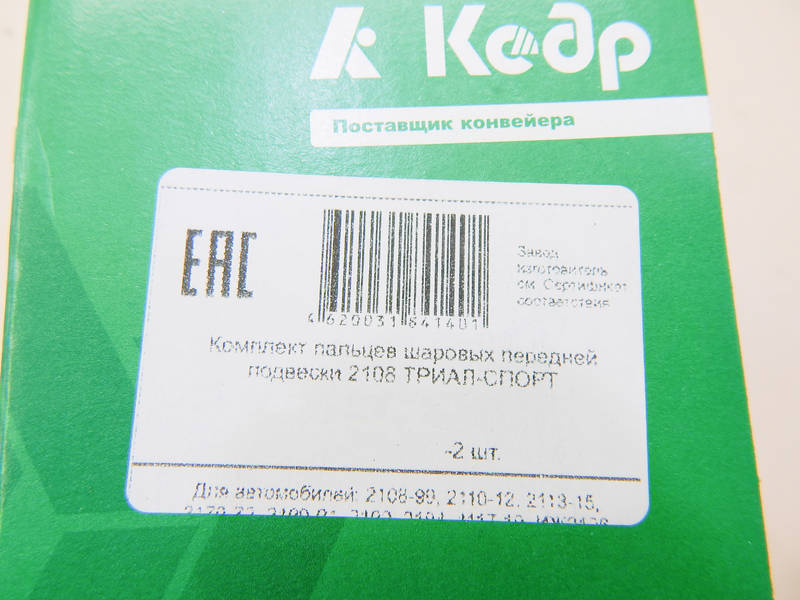 Кедр
Поставщик конвейера
EAC
Завод
изготовитель
см. Сертификат
соответствия
4 620031 841401
Комплект пальцев шаровых передней
подвески 2108 ТРИАЛ-СПОРТ
-2 шт.
Для автомобилей: 2108-99, 2110-12, 2113-15,